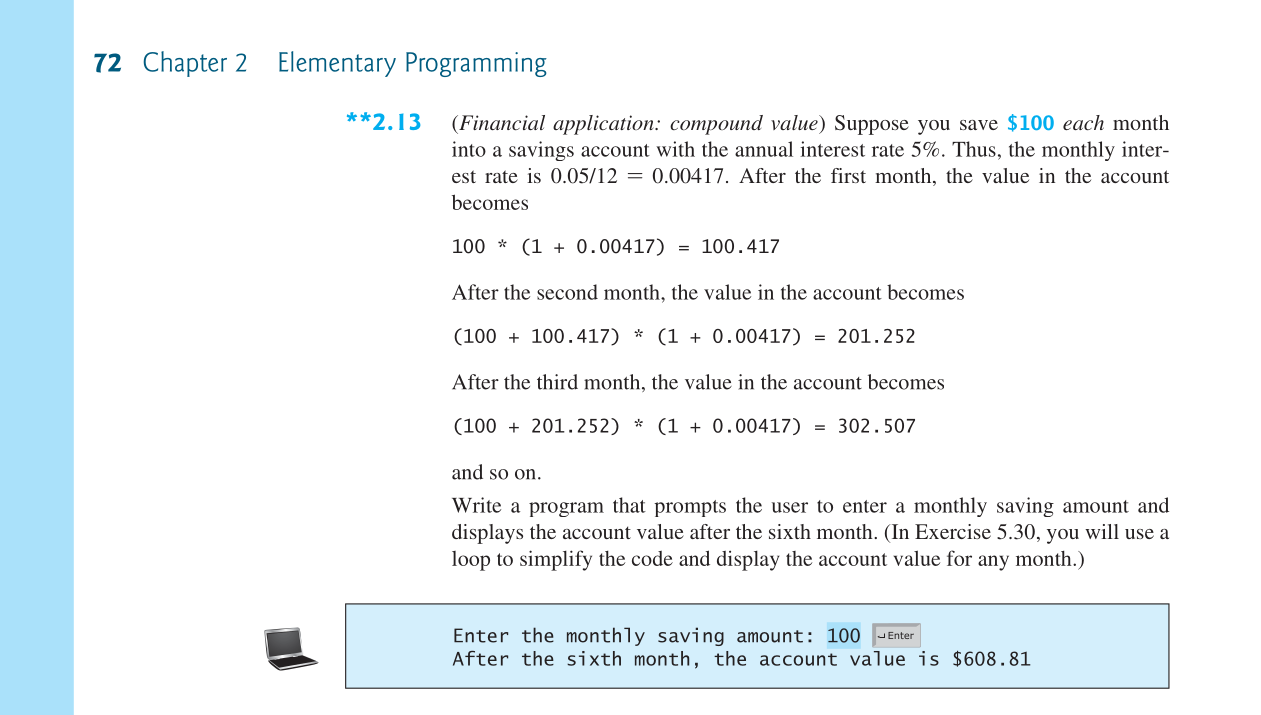 72 Chapter 2 Elementary Programming
**2.13 (Financial application: compound value) Suppose you save $100 each month
into a savings account with the annual interest rate 5%. Thus, the monthly inter-
est rate is 0.05/12 = 0.00417. After the first month, the value in the account
becomes
100 * (1 + 0.00417) = 100.417
After the second month, the value in the account becomes
(100 + 100.417) * (1 + 0.00417) = 201.252
After the third month, the value in the account becomes
(100 + 201.252) * (1 + 0.00417) = 302.507
and so on.
Write a program that prompts the user to enter a monthly saving amount and
displays the account value after the sixth month. (In Exercise 5.30, you will use a
loop to simplify the code and display the account value for any month.)
Enter the monthly saving amount: 100 ↵Enter
After the sixth month, the account value is $608.81